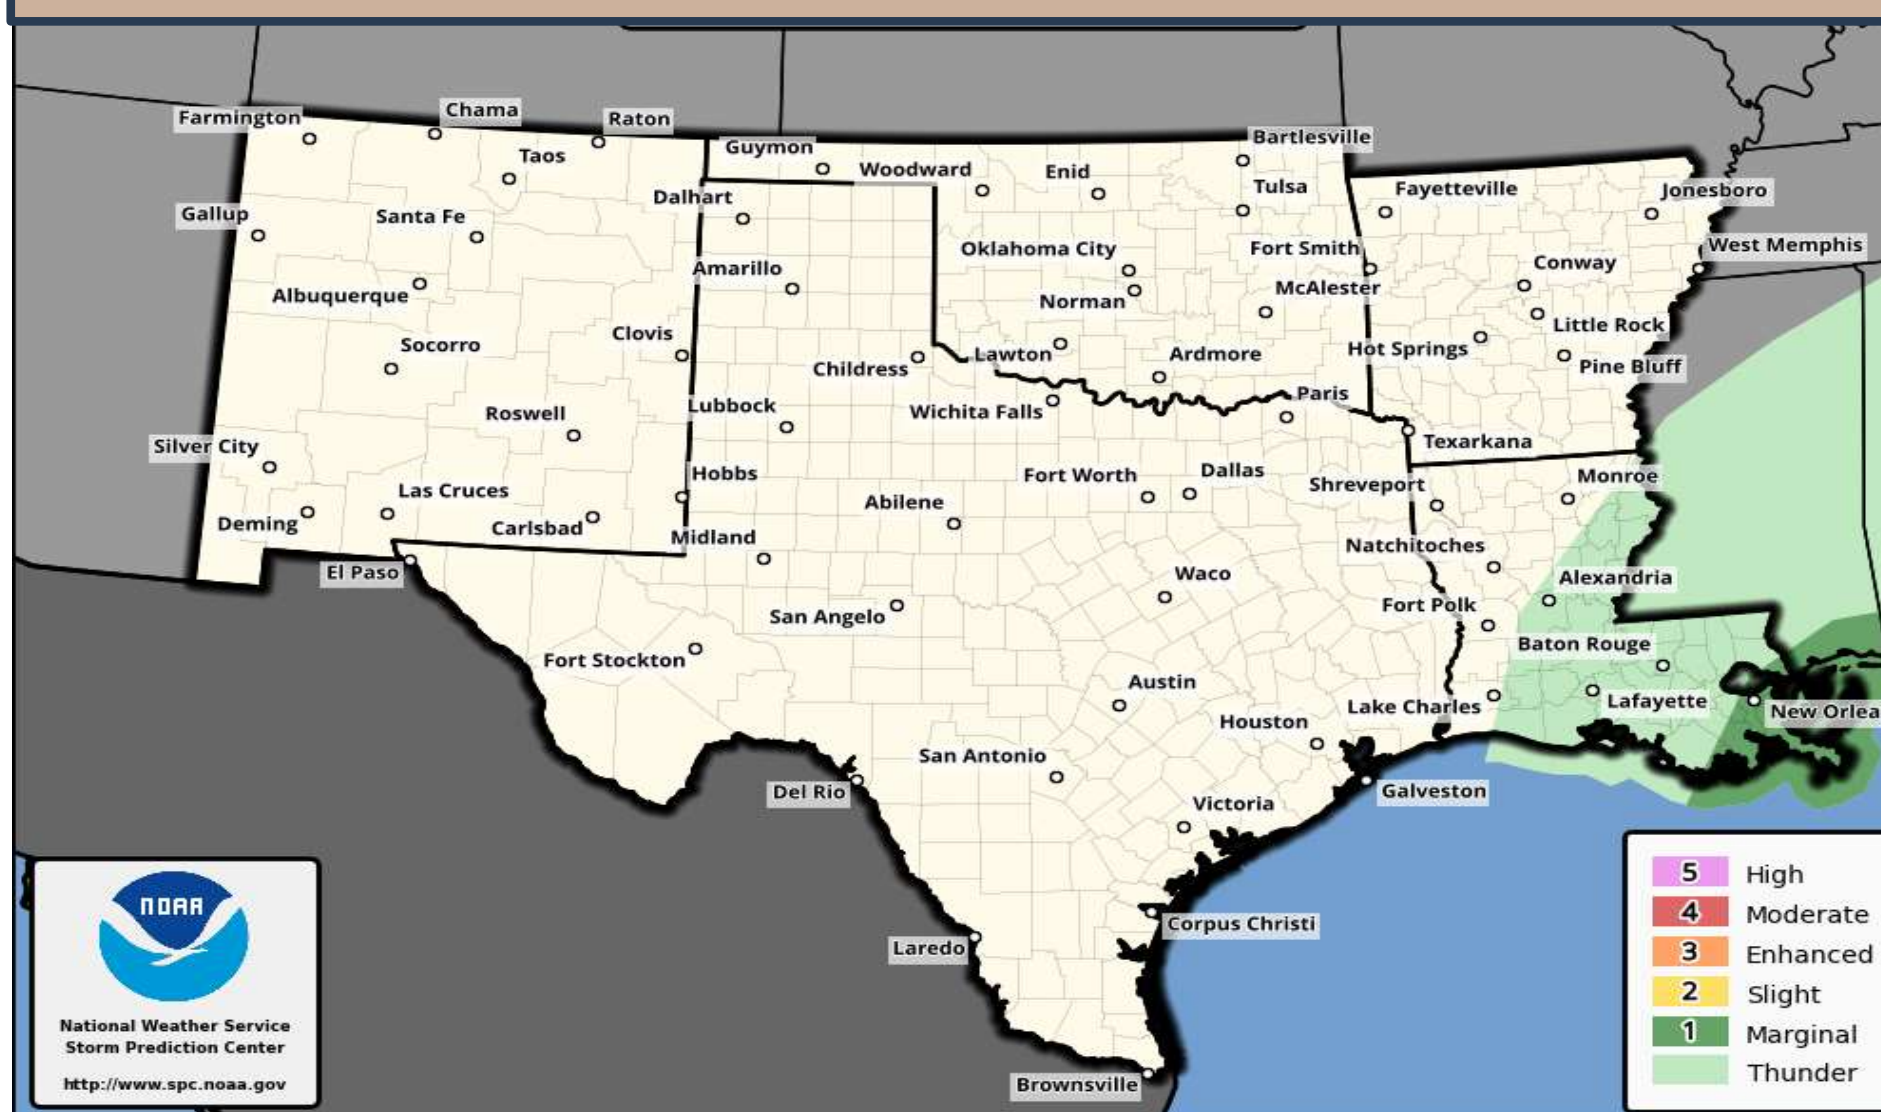 Farmington
Chama
Raton
Taos
Guymon
Woodward
Enid
Bartlesville
Tulsa
Fayetteville
Jonesboro
Dalhart
Gallup
Santa Fe
Oklahoma City
Fort Smith
West Memphis
Amarillo
Conway
Albuquerque
Norman
McAlester
Little Rock
Socorro
Clovis
Childress
Lawton
Ardmore
Hot Springs
Pine Bluff
Paris
Roswell
Lubbock
Wichita Falls
Texarkana
Silver City
Hobbs
Fort Worth
Dallas
Shreveport
Monroe
Las Cruces
Abilene
Deming
Carlsbad
Midland
Natchitoches
El Paso
Waco
Alexandria
San Angelo
Fort Polk
Baton Rouge
Fort Stockton
Austin
Lake Charles
Lafayette
New Orlea
Houston
San Antonio
Del Rio
Galveston
Victoria
Corpus Christi
Laredo
Brownsville
NOAA
National Weather Service
Storm Prediction Center
http://www.spc.noaa.gov
5 High
4 Moderate
3 Enhanced
2 Slight
1 Marginal
Thunder